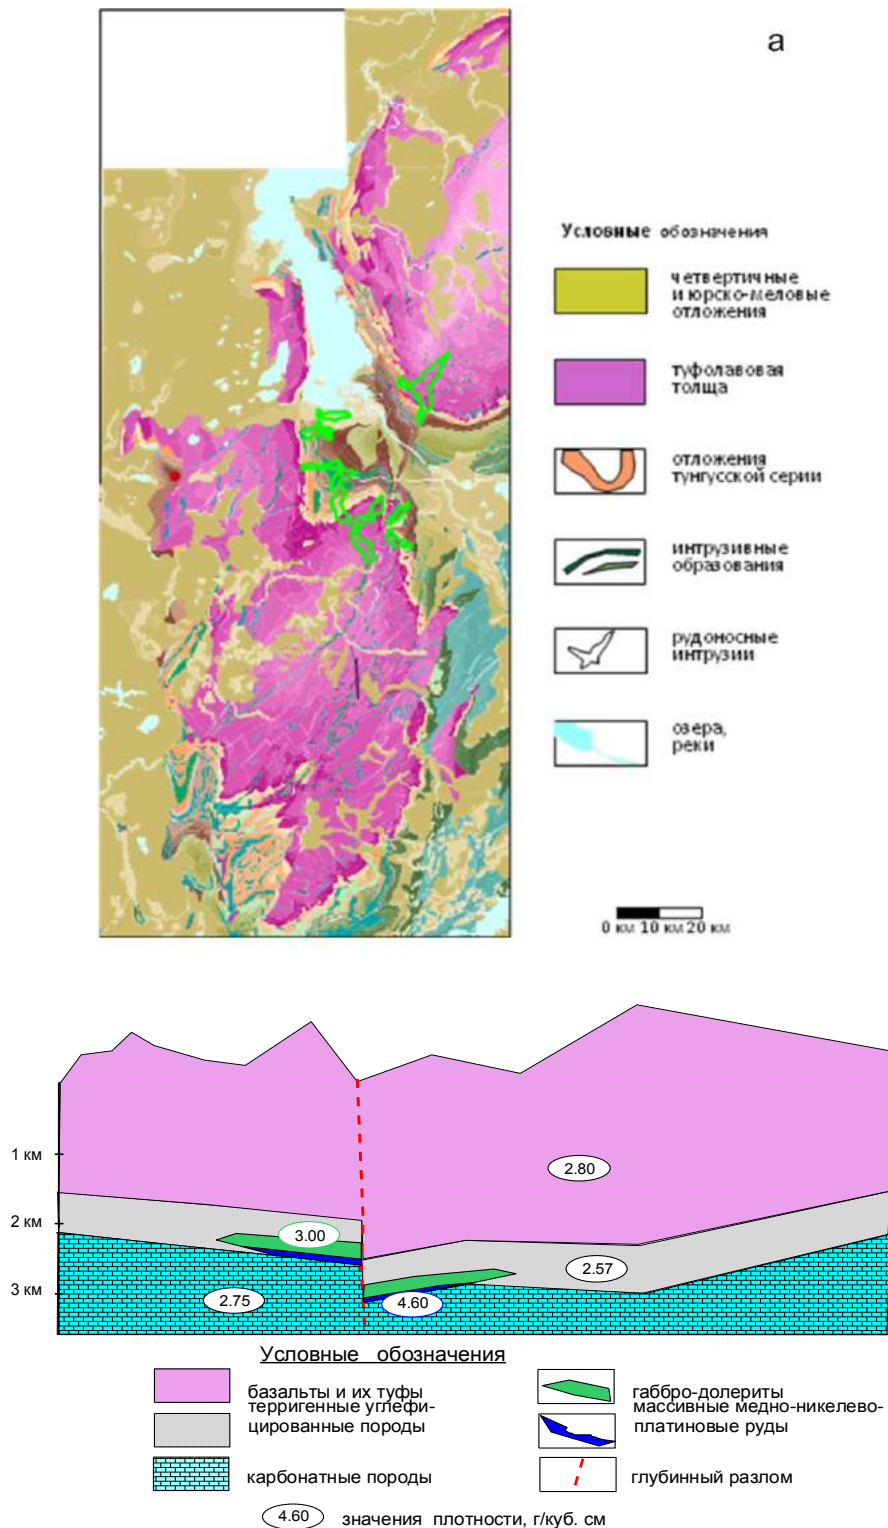 а
Условные обозначения
четвертичные
и юрско-меловые
отложения
туфолавовая
толща
отложения
тунгусской серии
интрузивные
образования
рудоносные
интрузии
озера,
реки
0 км 10 км 20 км
1 км
2.80
2 км
3.00
2.57
3 км
2.75
4.60
Условные обозначения
базальты и их туфы
терригенные углефи-
цированные породы
карбонатные породы
габбро-долериты
массивные медно-никелево-
платиновые руды
глубинный разлом
4.60 значения плотности, г/куб. см